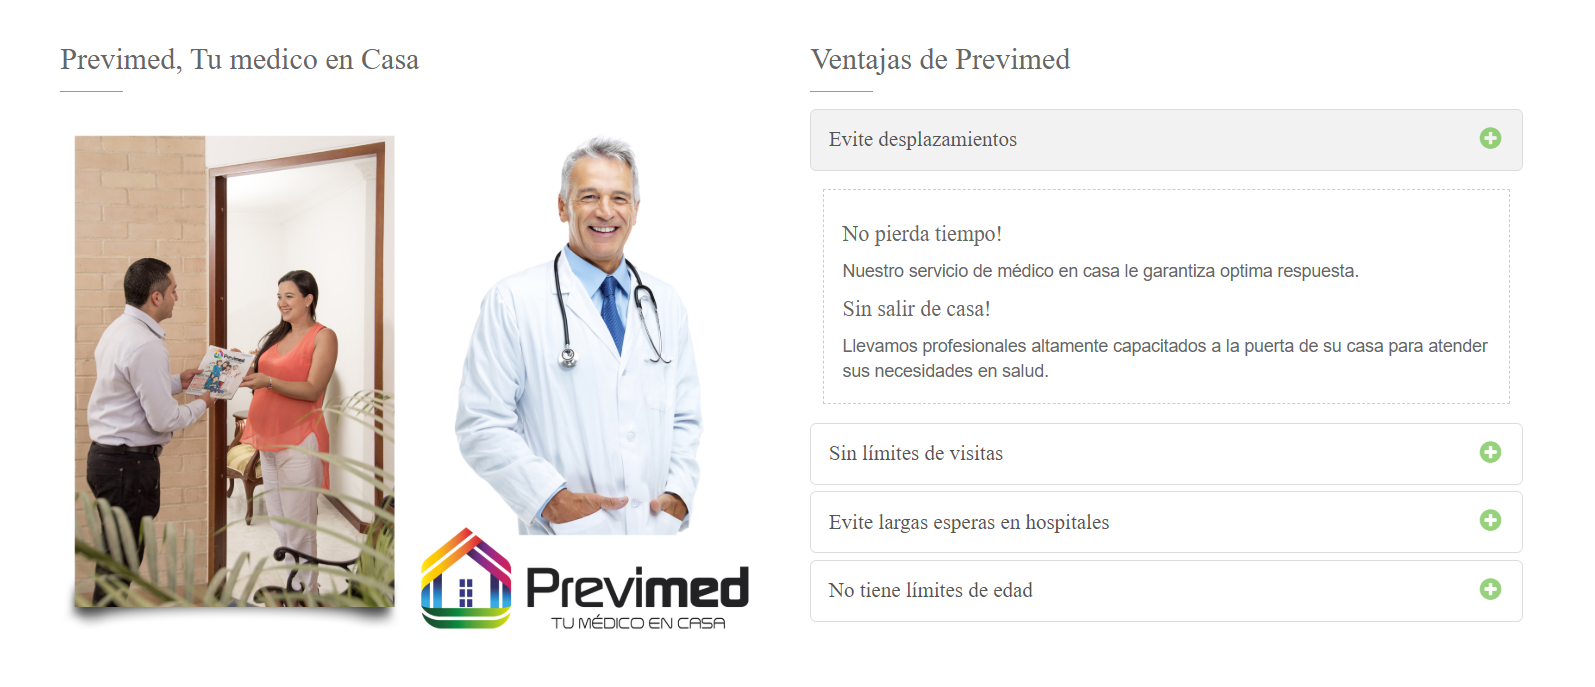 Previmed, Tu medico en Casa
Previmed
Previmed
TU MÉDICO EN CASA
Ventajas de Previmed
Evite desplazamientos
No pierda tiempo!
Nuestro servicio de médico en casa le garantiza optima respuesta.
Sin salir de casa!
Llevamos profesionales altamente capacitados a la puerta de su casa para atender
sus necesidades en salud.
Sin límites de visitas
Evite largas esperas en hospitales
No tiene límites de edad